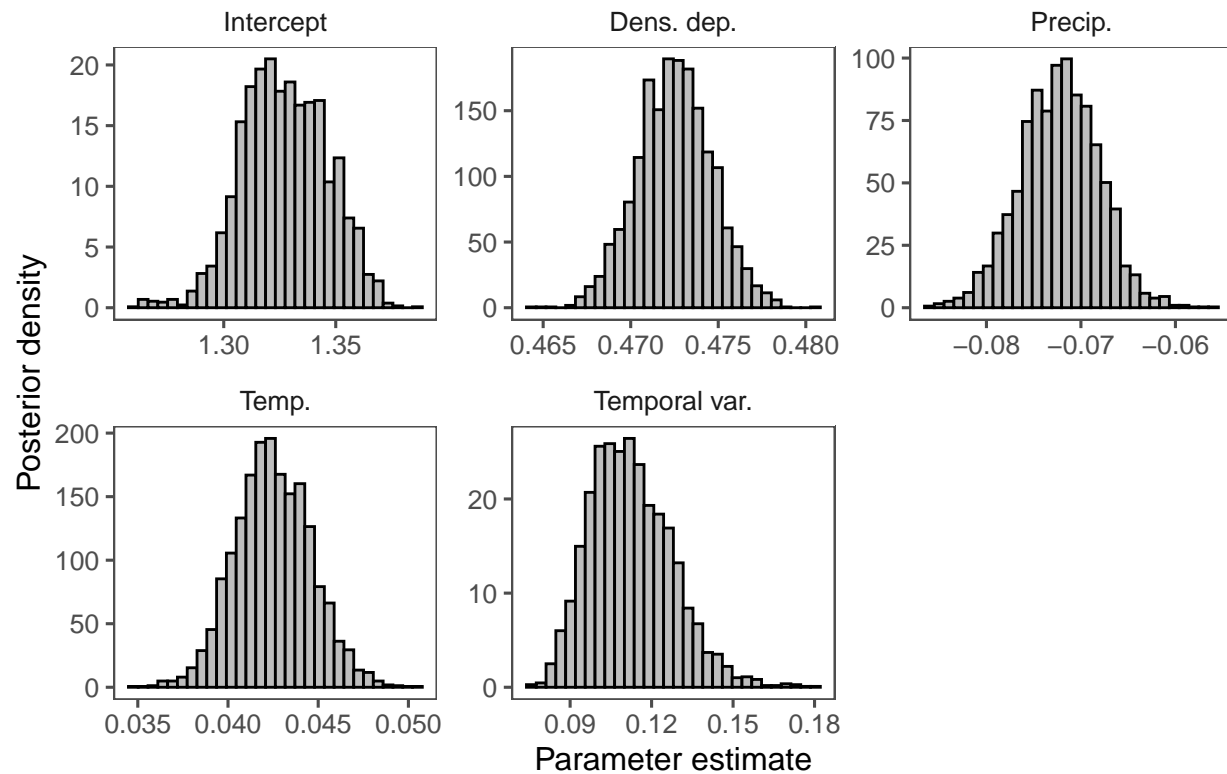 Intercept
Dens. dep.
Precip.
20
15
10
5
0
1.30 1.35
150
100
50
0
0.465 0.470 0.475 0.480
100
75
50
25
0
−0.08 −0.07 −0.06
Posterior density
Temp.
Temporal var.
200
150
100
50
0
0.035 0.040 0.045 0.050
20
10
0
0.09 0.12 0.15 0.18
Parameter estimate